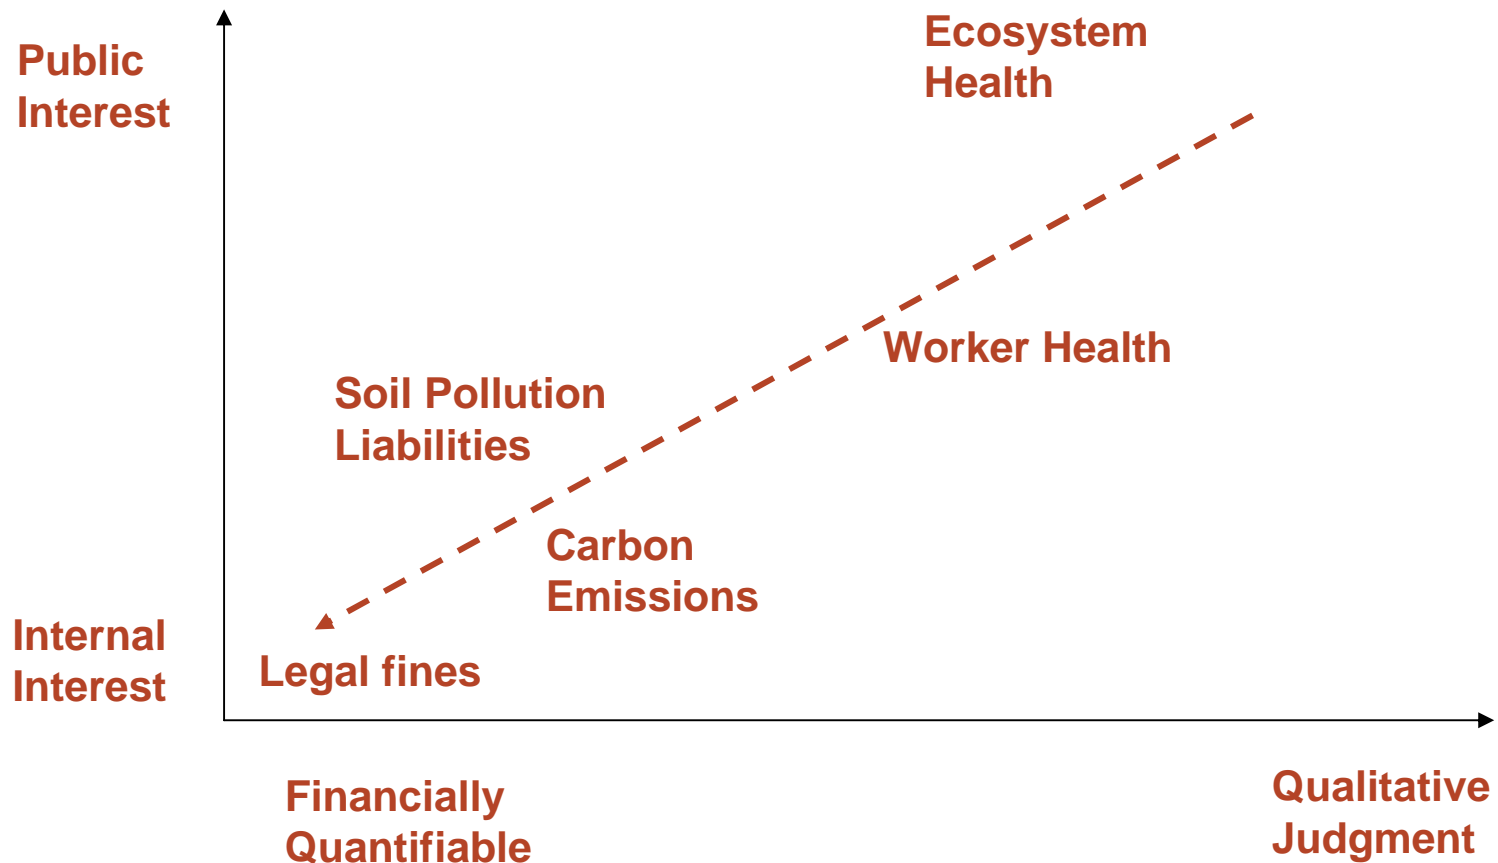 Public
Interest
Ecosystem
Health
Worker Health
Soil Pollution
Liabilities
Carbon
Emissions
Internal
Interest
Legal fines
Financially
Quantifiable
Qualitative
Judgment